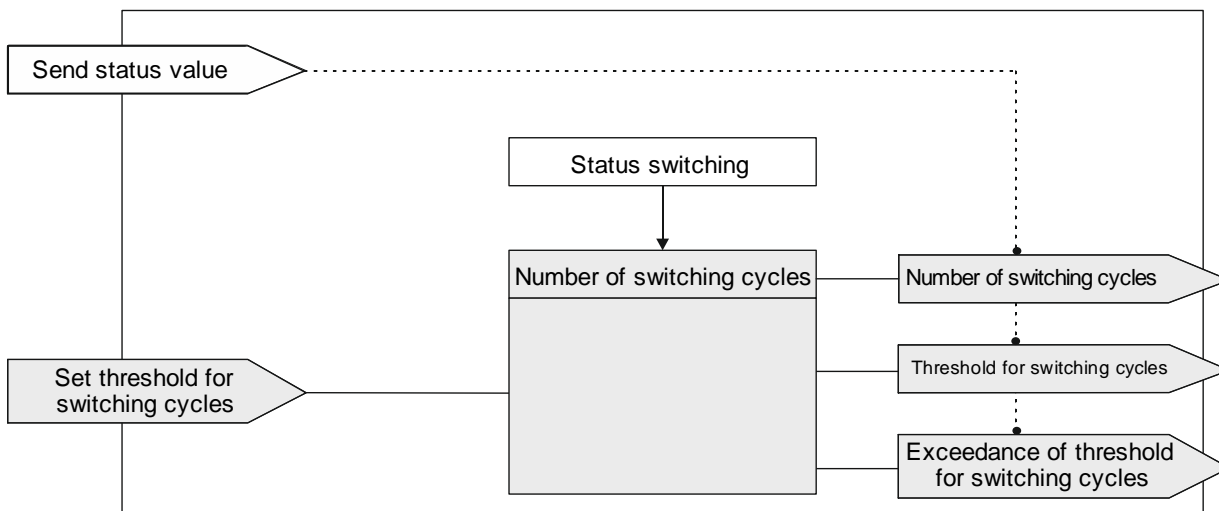 Send status value
Status switching
Number of switching cycles
Number of switching cycles
Set threshold for
switching cycles
Threshold for switching cycles
Exceedance of threshold
for switching cycles